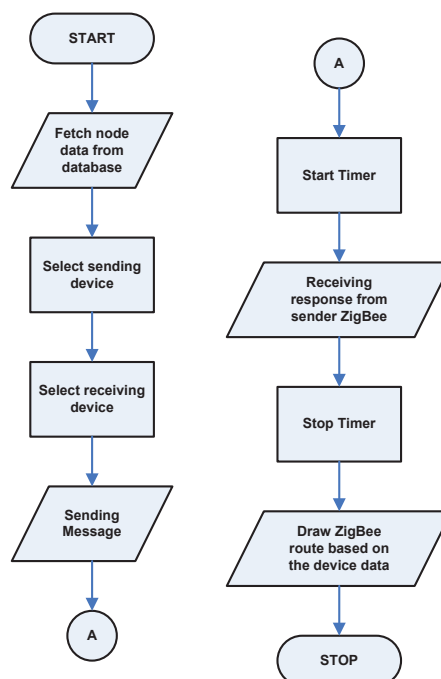 START
Fetch node
data from
database
Select sending
device
Select receiving
device
Sending
Message
A
A
Start Timer
Receiving
response from
sender ZigBee
Stop Timer
Draw ZigBee
route based on
the device data
STOP